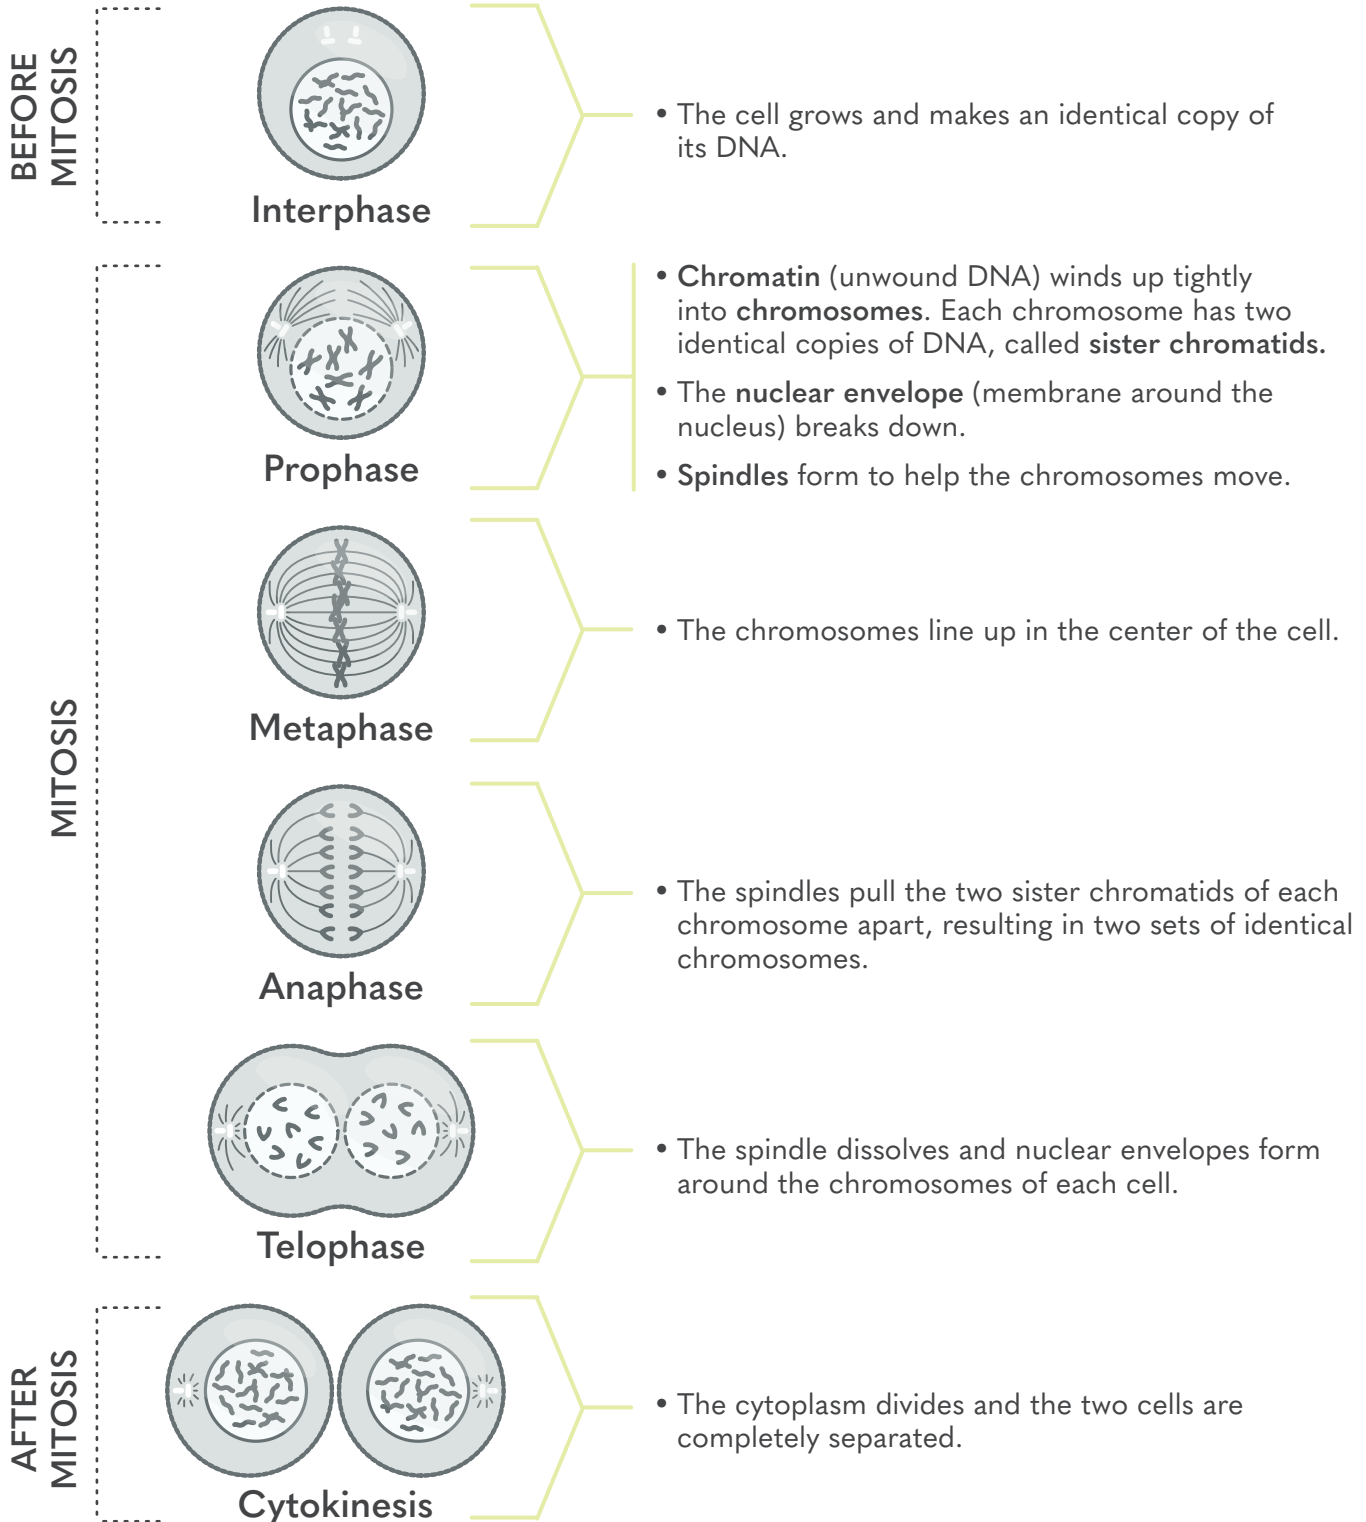 BEFORE
MITOSIS
Interphase
• The cell grows and makes an identical copy of
its DNA.
MITOSIS
Prophase
• Chromatin (unwound DNA) winds up tightly
into chromosomes. Each chromosome has two
identical copies of DNA, called sister chromatids.
• The nuclear envelope (membrane around the
nucleus) breaks down.
• Spindles form to help the chromosomes move.
Metaphase
• The chromosomes line up in the center of the cell.
Anaphase
• The spindles pull the two sister chromatids of each
chromosome apart, resulting in two sets of identical
chromosomes.
Telophase
• The spindle dissolves and nuclear envelopes form
around the chromosomes of each cell.
AFTER
MITOSIS
Cytokinesis
• The cytoplasm divides and the two cells are
completely separated.